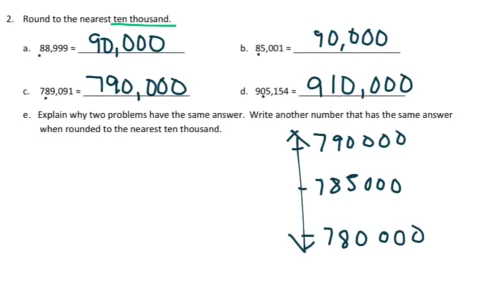 2. Round to the nearest ten thousand.
a. 88,999 ≈ 90,000
b. 85,001 ≈ 90,000
c. 789,091 ≈ 790,000
d. 905,154 ≈ 910,000
e. Explain why two problems have the same answer. Write another number that has the same answer
when rounded to the nearest ten thousand.
790000
785000
780000